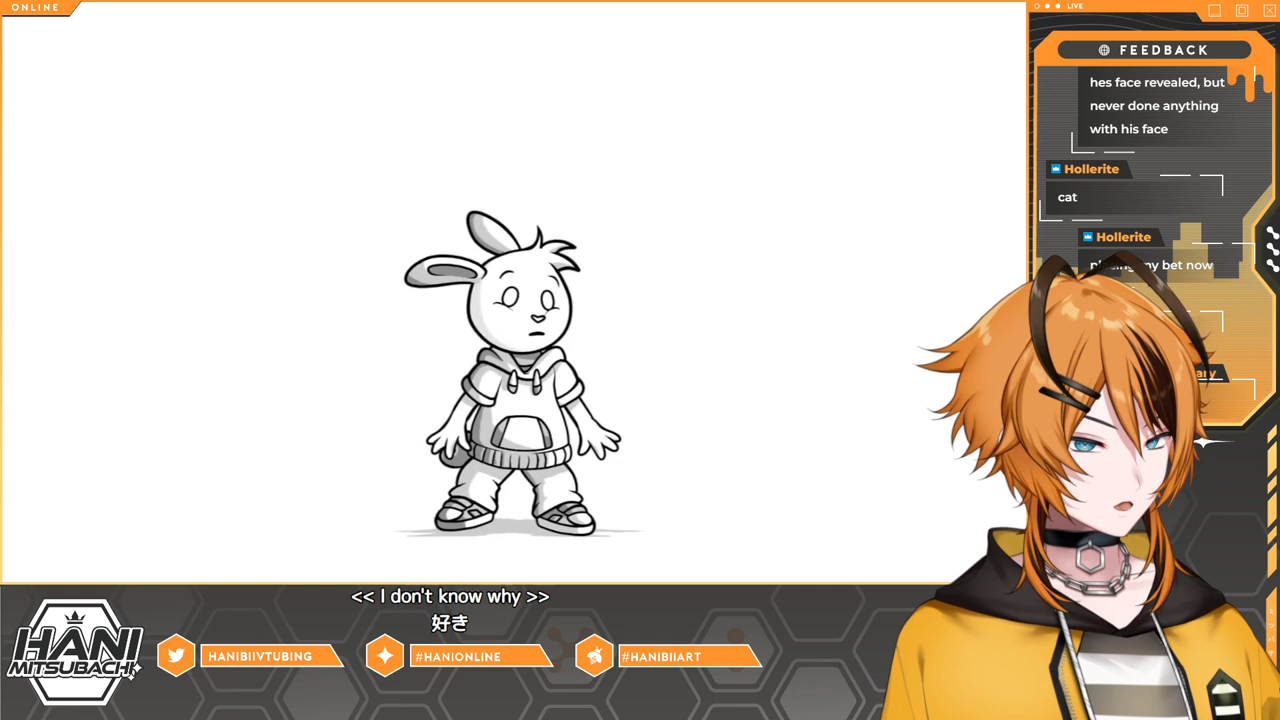 ONLINE
LIVE
FEEDBACK
hes face revealed, but
never done anything
with his face
Hollerite
cat
Hollerite
my bet now
<< I don't know why >>
好き
HANI
MITSUBACHI
HANIBIIVTUBING
#HANIONLINE
#HANIBIIART